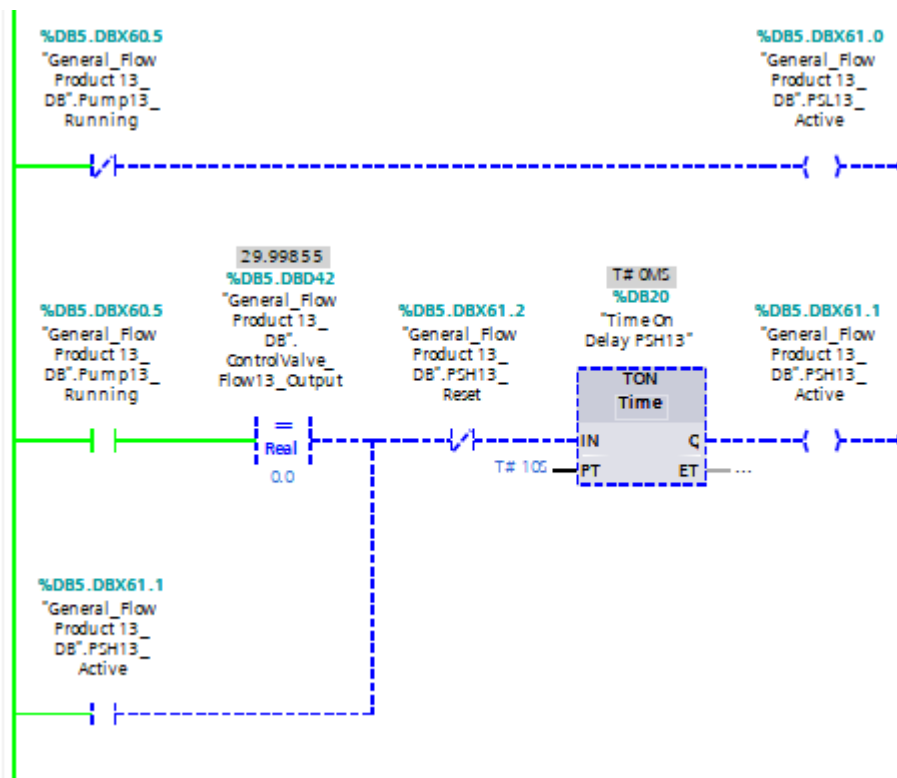 %DB5.DBX60.5
"General_Flow
Product 13_
DB".Pump13_
Running
%DB5.DBX61.0
"General_Flow
Product 13_
DB".PSL13_
Active
29.99855
%DB5.DBD42
"General_Flow
Product 13_
DB".
ControlValve_
Flow13_Output
%DB5.DBX60.5
"General_Flow
Product 13_
DB".Pump13_
Running
=
Real
0.0
%DB5.DBX61.2
"General_Flow
Product 13_
DB".PSH13_
Reset
T# 0MS
%DB20
"Time On
Delay PSH13"
TON
Time
IN
Q
T# 10S
PT
ET
...
%DB5.DBX61.1
"General_Flow
Product 13_
DB".PSH13_
Active
%DB5.DBX61.1
"General_Flow
Product 13_
DB".PSH13_
Active